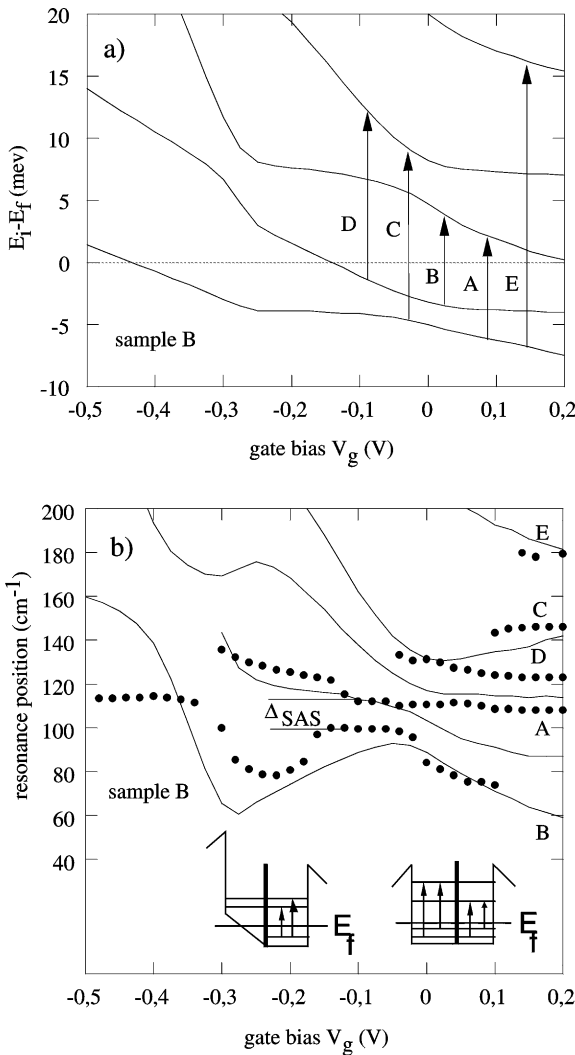 a)
20
15
10
5
0
-5
-10
E_i-E_f (mev)
D
C
B
A
E
sample B
-0,5 -0,4 -0,3 -0,2 -0,1 0 0,1 0,2
gate bias V_g (V)
b)
200
180
160
140
120
100
80
60
40
resonance position (cm^-1)
E
C
D
Δ_SAS
A
sample B
B
E_f
E_f
-0,5 -0,4 -0,3 -0,2 -0,1 0 0,1 0,2
gate bias V_g (V)